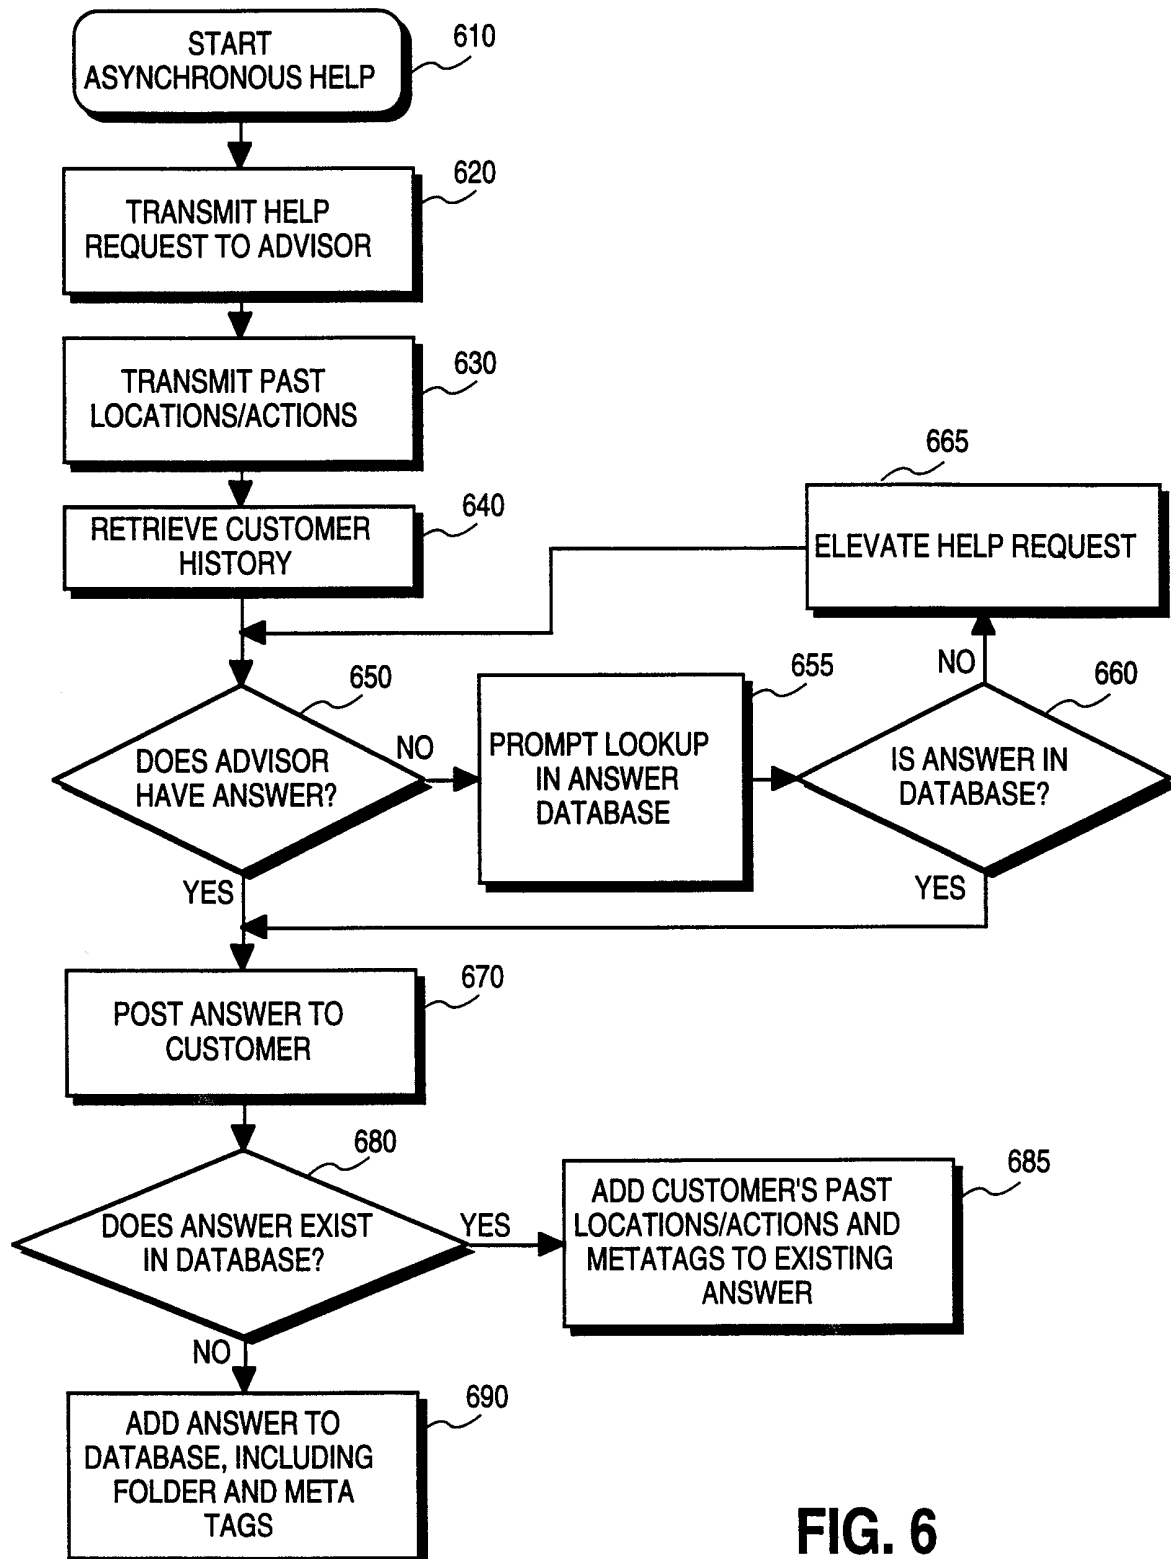 START
ASYNCHRONOUS HELP
610
620
TRANSMIT HELP
REQUEST TO ADVISOR
630
TRANSMIT PAST
LOCATIONS/ACTIONS
640
RETRIEVE CUSTOMER
HISTORY
665
ELEVATE HELP REQUEST
650
DOES ADVISOR
HAVE ANSWER?
NO
YES
655
PROMPT LOOKUP
IN ANSWER
DATABASE
NO
660
IS ANSWER IN
DATABASE?
YES
670
POST ANSWER TO
CUSTOMER
680
DOES ANSWER EXIST
IN DATABASE?
YES
NO
685
ADD CUSTOMER'S PAST
LOCATIONS/ACTIONS AND
METATAGS TO EXISTING
ANSWER
690
ADD ANSWER TO
DATABASE, INCLUDING
FOLDER AND META
TAGS
FIG. 6